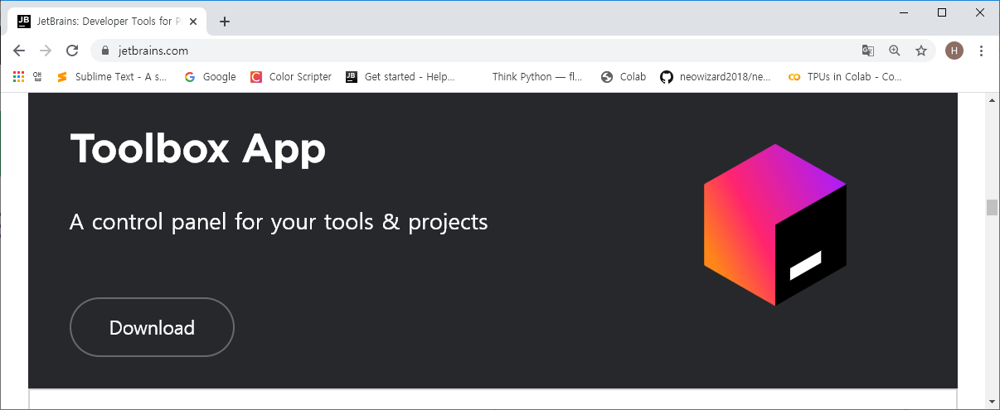 JB JetBrains: Developer Tools for P
jetbrains.com
H
앱 Sublime Text - A s... Google Color Scripter JB Get started - Help... Think Python — fl... Colab neowizard2018/ne... TPUs in Colab - Co...
Toolbox App
A control panel for your tools & projects
Download